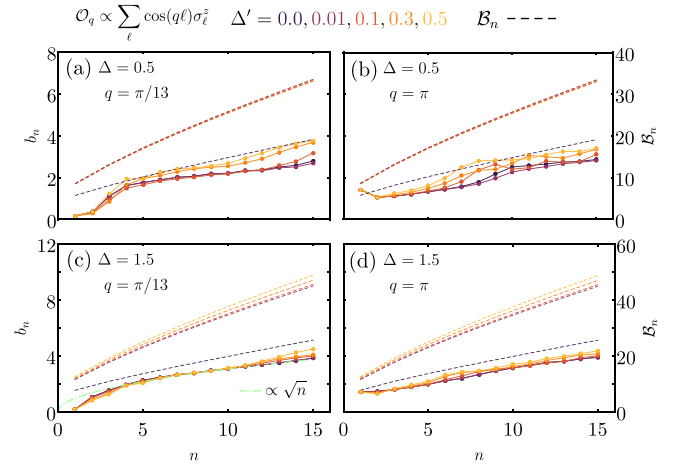 𝒪_q ∝ ∑_ℓ cos(qℓ)σ_ℓ^z   Δ′ = 0.0, 0.01, 0.1, 0.3, 0.5   ℬ_n - - - -
(a) Δ = 0.5
q = π/13
b_n
8
6
4
2
0
(b) Δ = 0.5
q = π
ℬ_n
40
30
20
10
0
(c) Δ = 1.5
q = π/13
∝ √n
b_n
12
8
4
0
0 5 10 15
n
(d) Δ = 1.5
q = π
ℬ_n
60
40
20
0
0 5 10 15
n